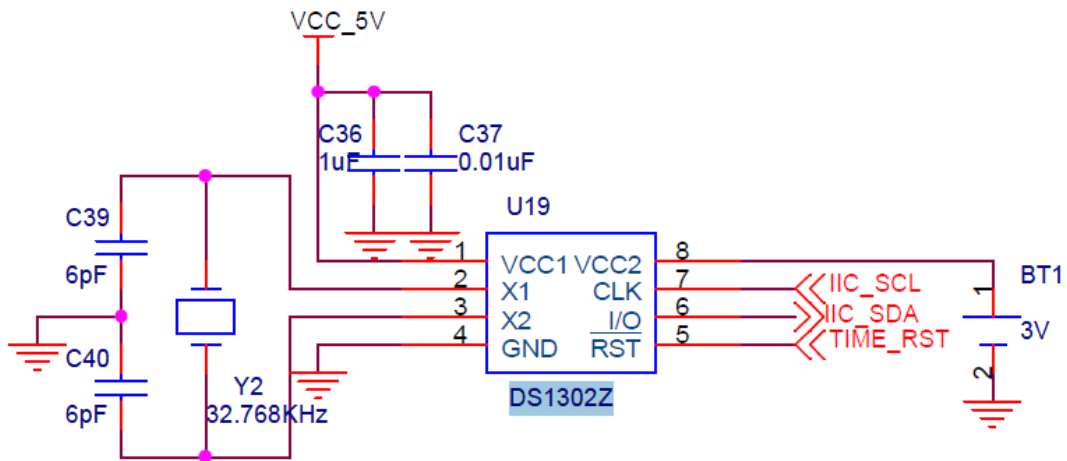 VCC_5V
C36
1uF
C37
0.01uF
C39
6pF
C40
6pF
Y2
32.768KHz
U19
1
2
3
4
VCC1
X1
X2
GND
VCC2
CLK
I/O
RST
8
7
6
5
DS1302Z
IIC_SCL
IIC_SDA
TIME_RST
BT1
1
3V
2